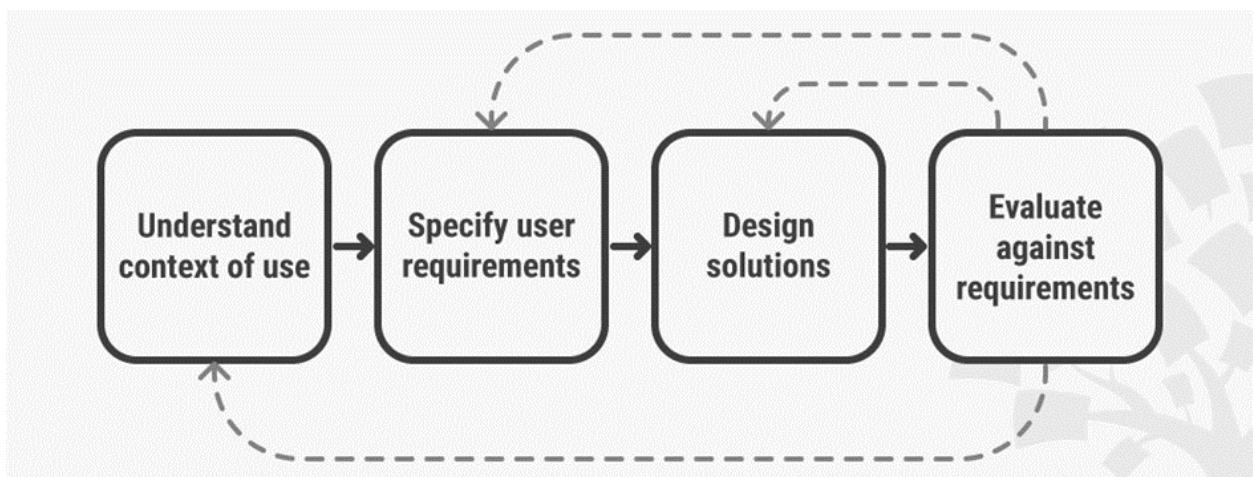 Understand
context of use
Specify user
requirements
Design
solutions
Evaluate
against
requirements